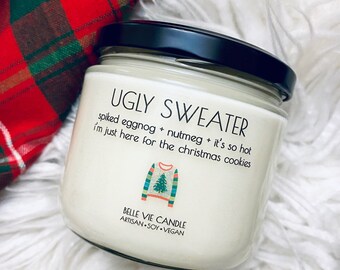 UGLY SWEATER
spiked eggnog + nutmeg + it's so hot
i'm just here for the christmas cookies
BELLE VIE CANDLE
ARTISAN • SOY • VEGAN